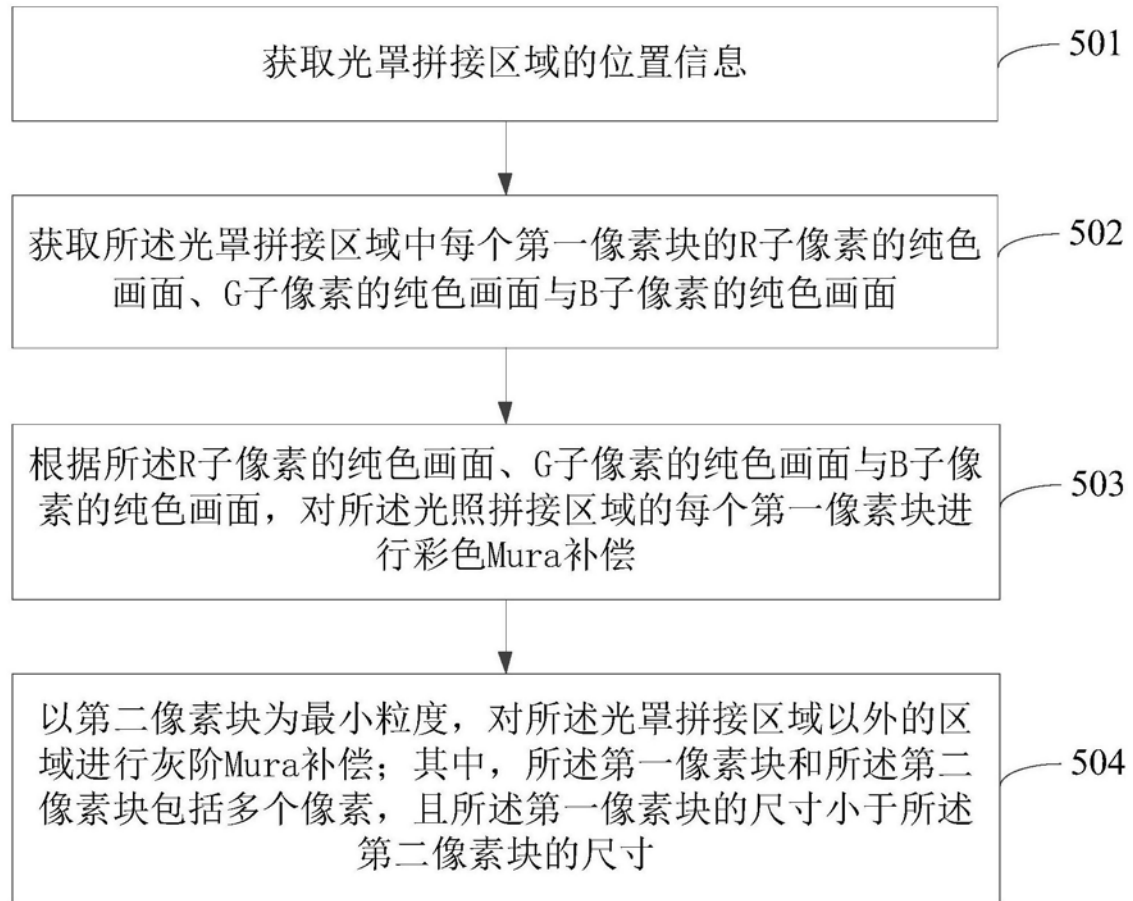 获取光罩拼接区域的位置信息
501
获取所述光罩拼接区域中每个第一像素块的R子像素的纯色
画面、G子像素的纯色画面与B子像素的纯色画面
502
根据所述R子像素的纯色画面、G子像素的纯色画面与B子像
素的纯色画面，对所述光照拼接区域的每个第一像素块进
行彩色Mura补偿
503
以第二像素块为最小粒度，对所述光罩拼接区域以外的区
域进行灰阶Mura补偿；其中，所述第一像素块和所述第二
像素块包括多个像素，且所述第一像素块的尺寸小于所述
第二像素块的尺寸
504